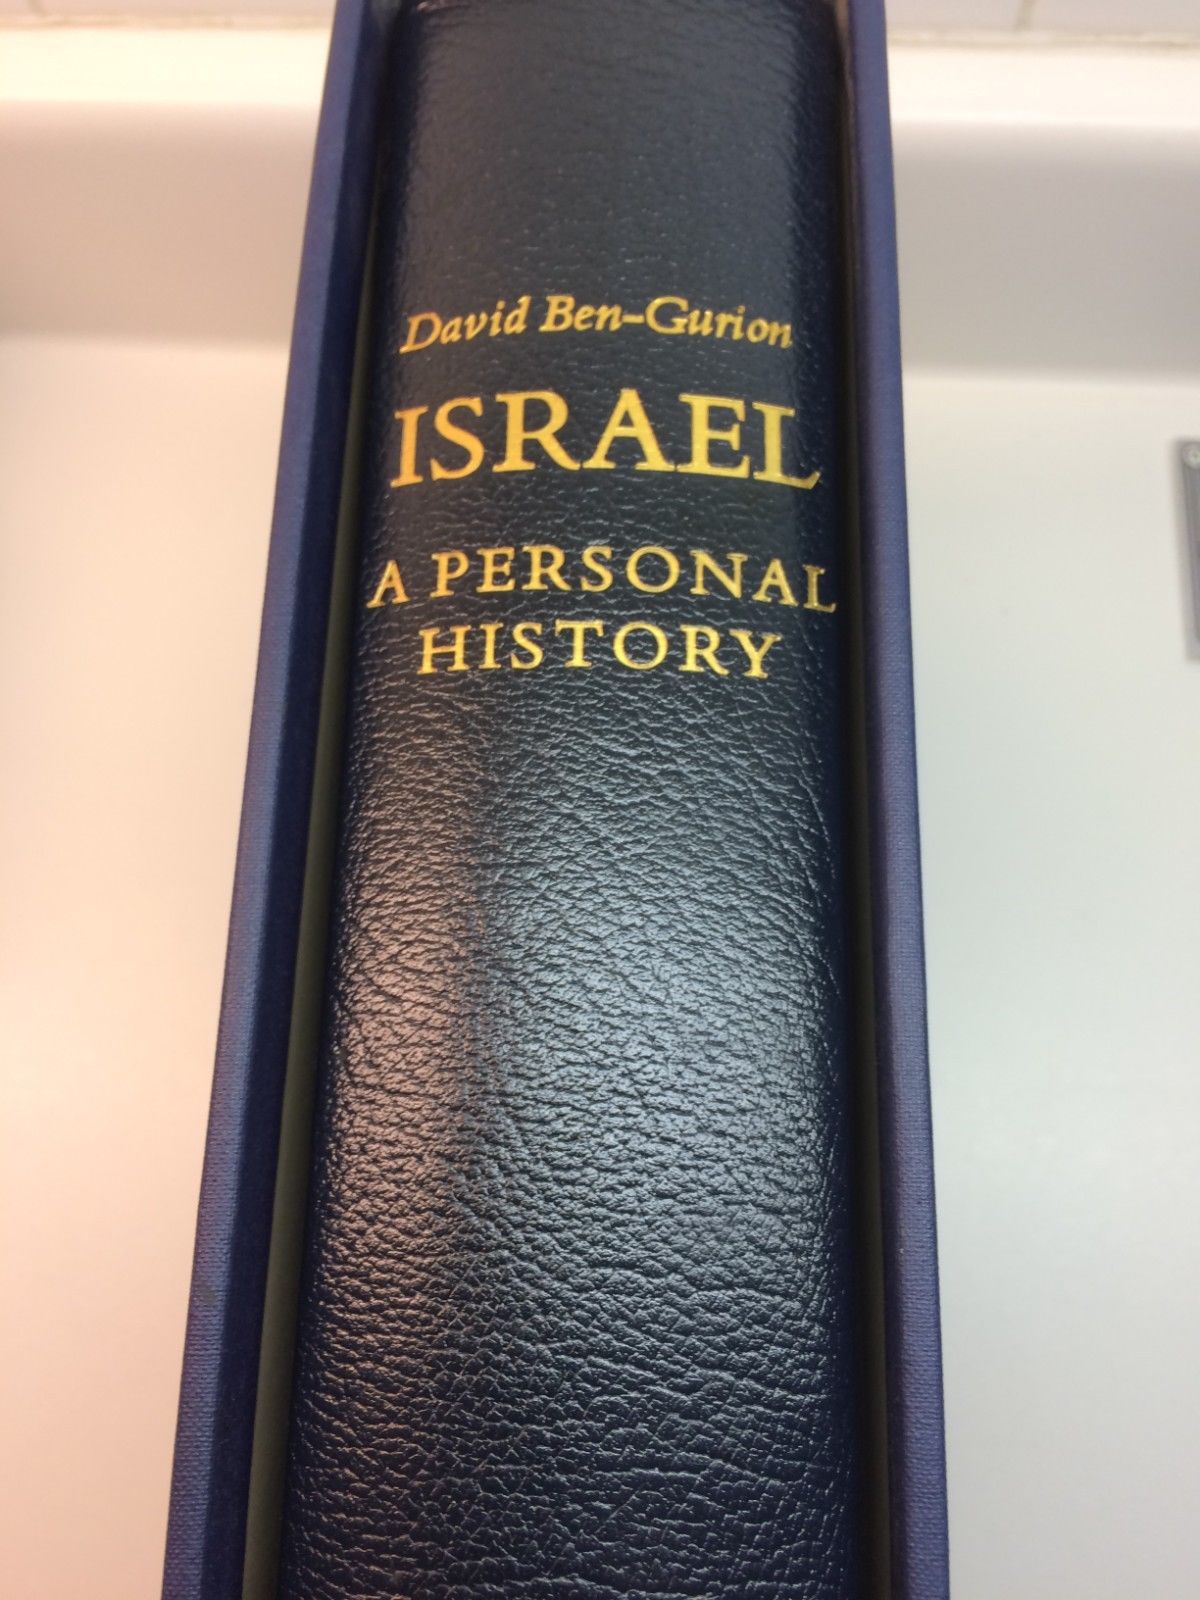 David Ben-Gurion
ISRAEL
A PERSONAL
HISTORY